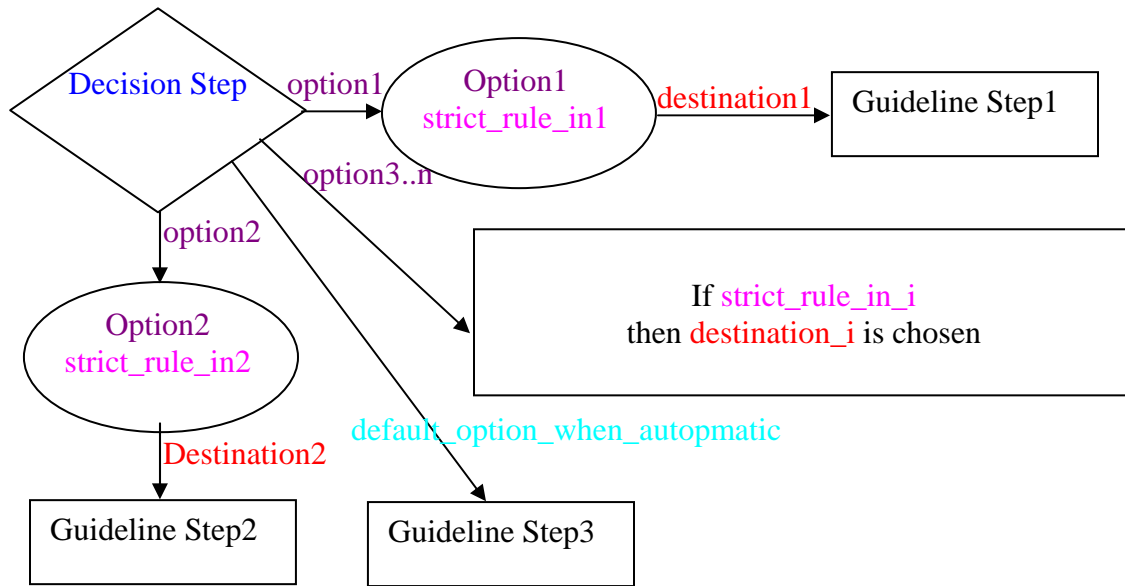 Decision Step
option1
Option1
strict_rule_in1
destination1
Guideline Step1
option3..n
option2
If strict_rule_in_i
then destination_i is chosen
Option2
strict_rule_in2
default_option_when_autopmatic
Destination2
Guideline Step2
Guideline Step3